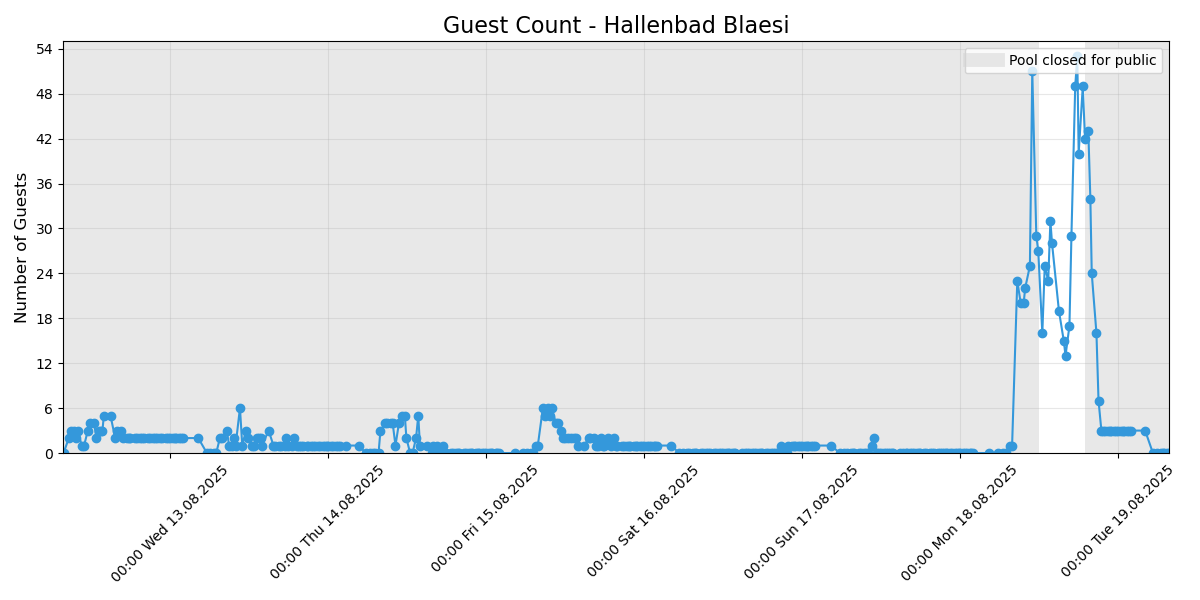 Guest Count - Hallenbad Blaesi
Pool closed for public
Number of Guests
54
48
42
36
30
24
18
12
6
0
00:00 Wed 13.08.2025
00:00 Thu 14.08.2025
00:00 Fri 15.08.2025
00:00 Sat 16.08.2025
00:00 Sun 17.08.2025
00:00 Mon 18.08.2025
00:00 Tue 19.08.2025